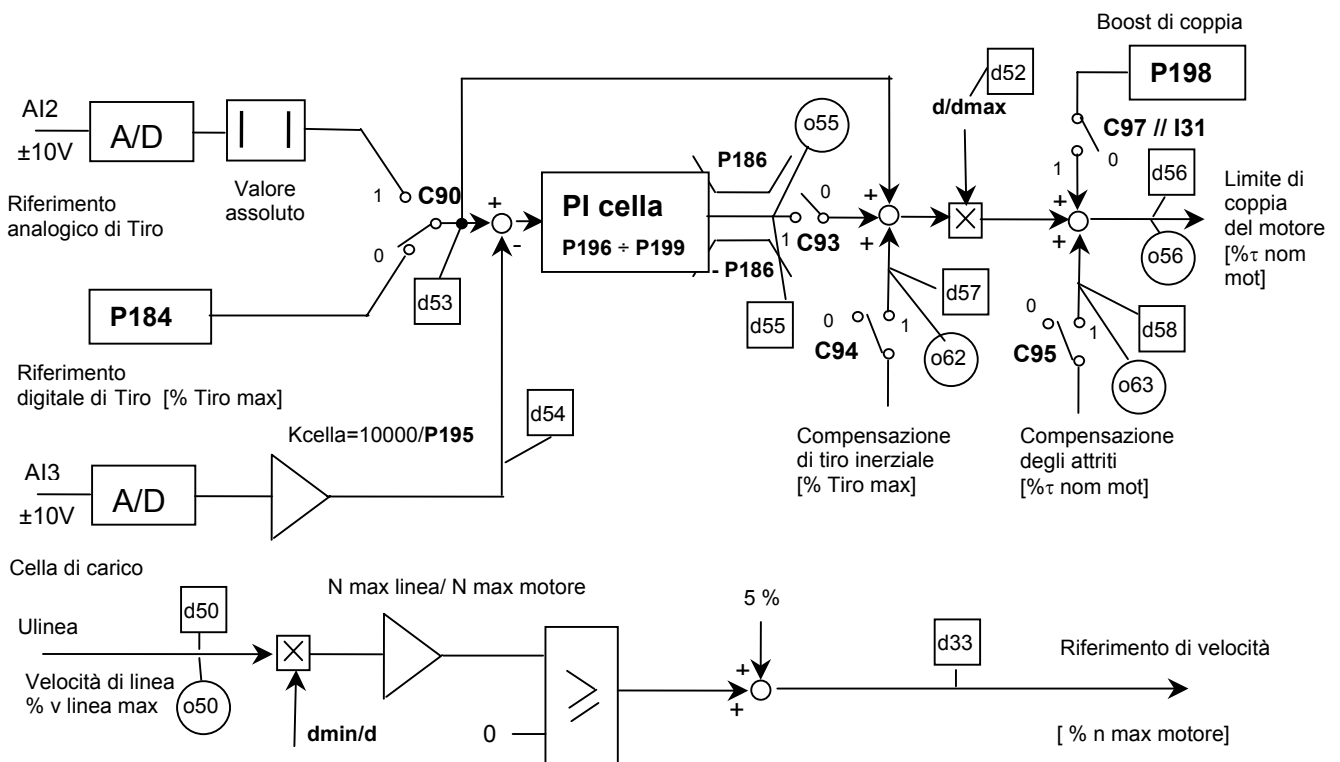 Boost di coppia
P198
d52
d/dmax
AI2
±10V
A/D
o55
P186
C97 // I31
1
0
d56
Riferimento
analogico di Tiro
Valore
assoluto
1
C90
0
+
-
PI cella
P196 ÷ P199
0
1
C93
- P186
+
+
+
+
o56
Limite di
coppia
del motore
[%τ nom
mot]
P184
d53
d55
d57
d58
0
1
C94
o62
0
1
C95
o63
Riferimento
digitale di Tiro [% Tiro max]
d54
Kcella=10000/P195
Compensazione
di tiro inerziale
[% Tiro max]
Compensazione
degli attriti
[%τ nom mot]
AI3
±10V
A/D
Cella di carico
N max linea/ N max motore
5 %
d50
Ulinea
d33
Riferimento di velocità
Velocità di linea
% v linea max
o50
dmin/d
0
+
+
[ % n max motore]